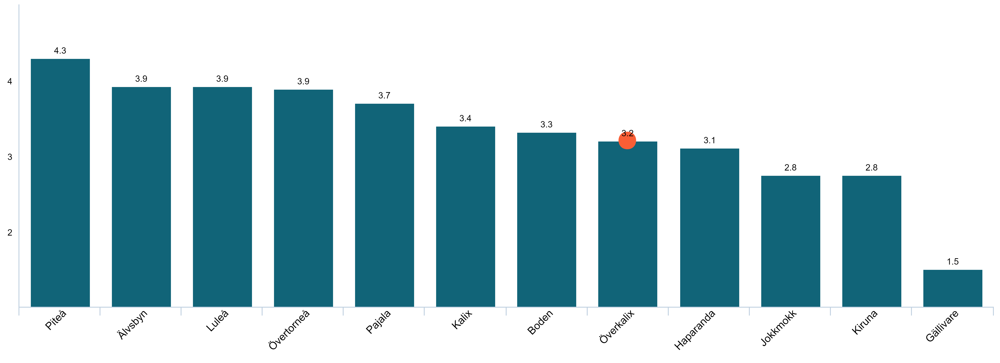 4.3
3.9
3.9
3.9
3.7
3.4
3.3
3.2
3.1
2.8
2.8
1.5
4
3
2
Piteå
Älvsbyn
Luleå
Övertorneå
Pajala
Kalix
Boden
Överkalix
Haparanda
Jokkmokk
Kiruna
Gällivare